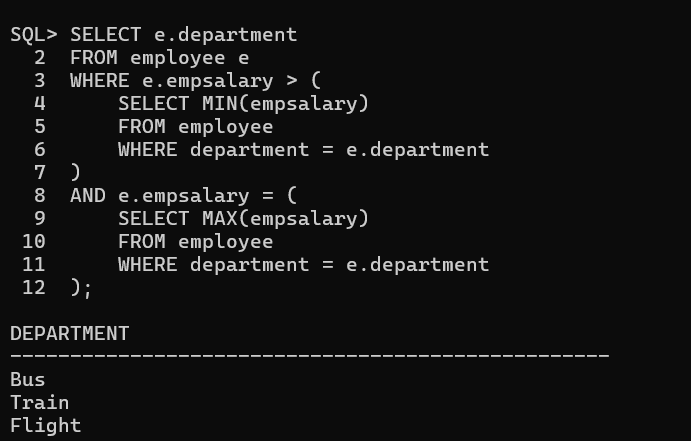 SQL> SELECT e.department
  2  FROM employee e
  3  WHERE e.empsalary > (
  4      SELECT MIN(empsalary)
  5      FROM employee
  6      WHERE department = e.department
  7  )
  8  AND e.empsalary = (
  9      SELECT MAX(empsalary)
 10      FROM employee
 11      WHERE department = e.department
 12  );
DEPARTMENT
--------------------------------------------------
Bus
Train
Flight